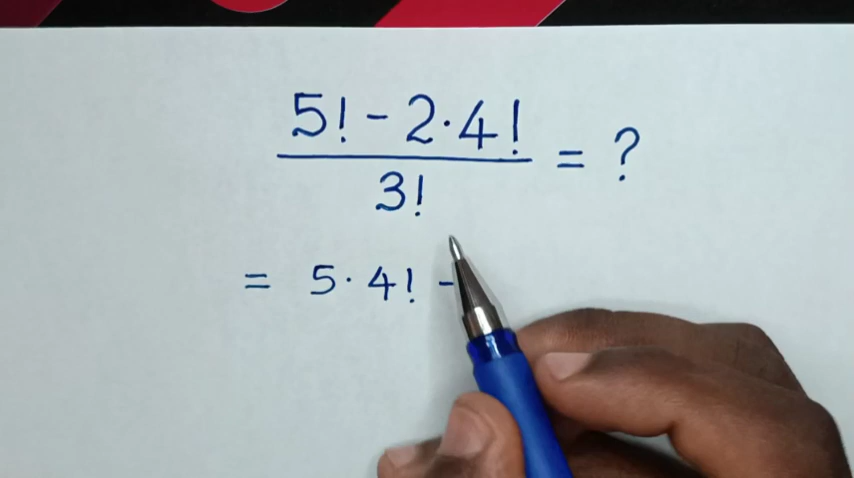 5! - 2·4!
3!
= ?
= 5·4! -